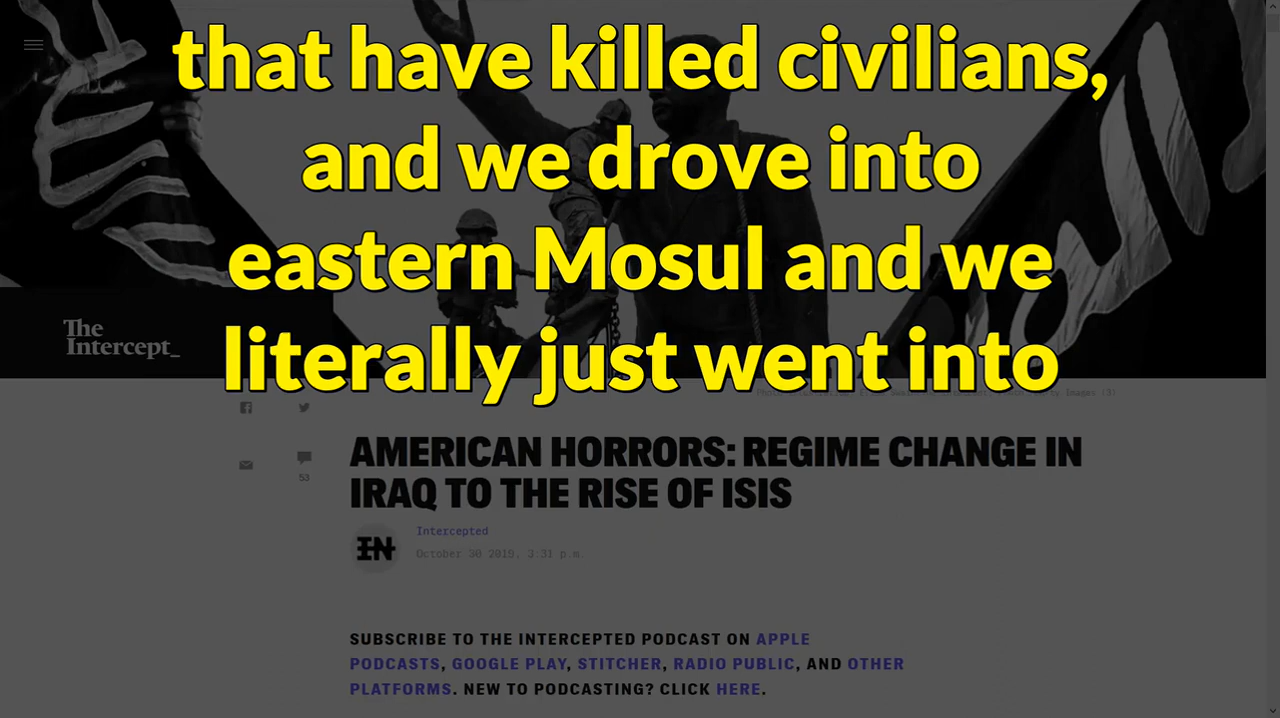 that have killed civilians,
and we drove into
eastern Mosul and we
literally just went into
The
Intercept_
53
AMERICAN HORRORS: REGIME CHANGE IN
IRAQ TO THE RISE OF ISIS
IN
Intercepted
October 30 2019, 3:31 p.m.
SUBSCRIBE TO THE INTERCEPTED PODCAST ON APPLE
PODCASTS, GOOGLE PLAY, STITCHER, RADIO PUBLIC, AND OTHER
PLATFORMS. NEW TO PODCASTING? CLICK HERE.